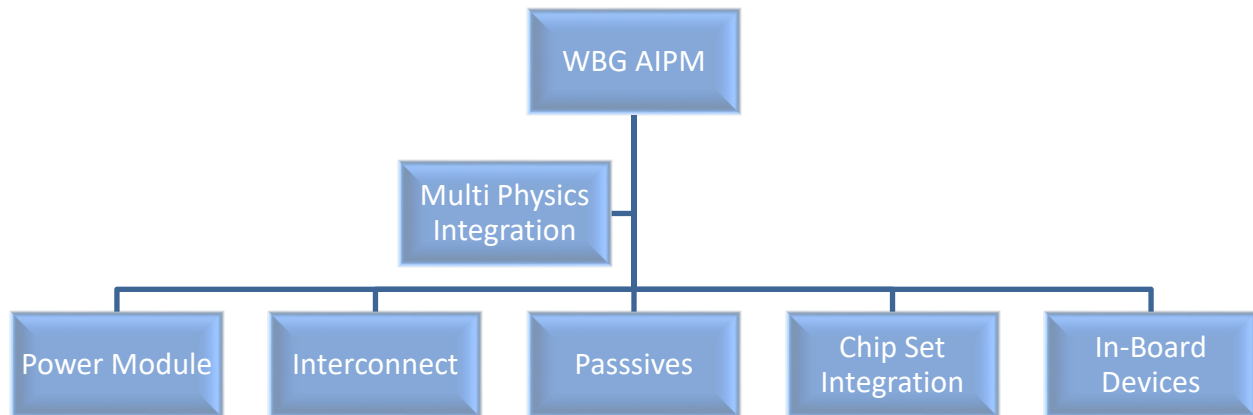 WBG AIPM
Multi Physics
Integration
Power Module
Interconnect
Passsives
Chip Set
Integration
In-Board
Devices